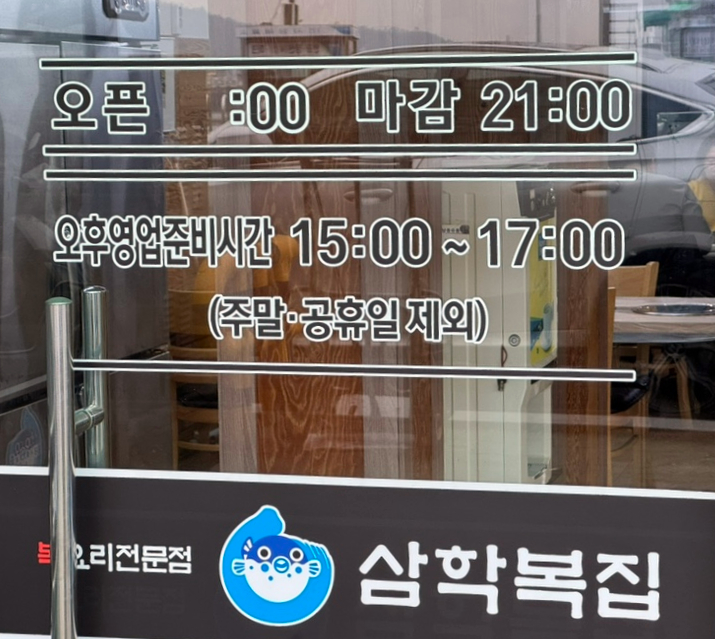 오픈 :00 마감 21:00
오후영업준비시간 15:00 ~ 17:00
(주말·공휴일 제외)
요리전문점 삼학복집